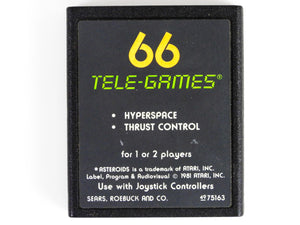 66
TELE-GAMES®
• HYPERSPACE
• THRUST CONTROL
for 1 or 2 players
*ASTEROIDS is a trademark of ATARI, INC.
Label, Program & Audiovisual © 1981 ATARI, INC.
Use with Joystick Controllers
SEARS, ROEBUCK AND CO.
75163